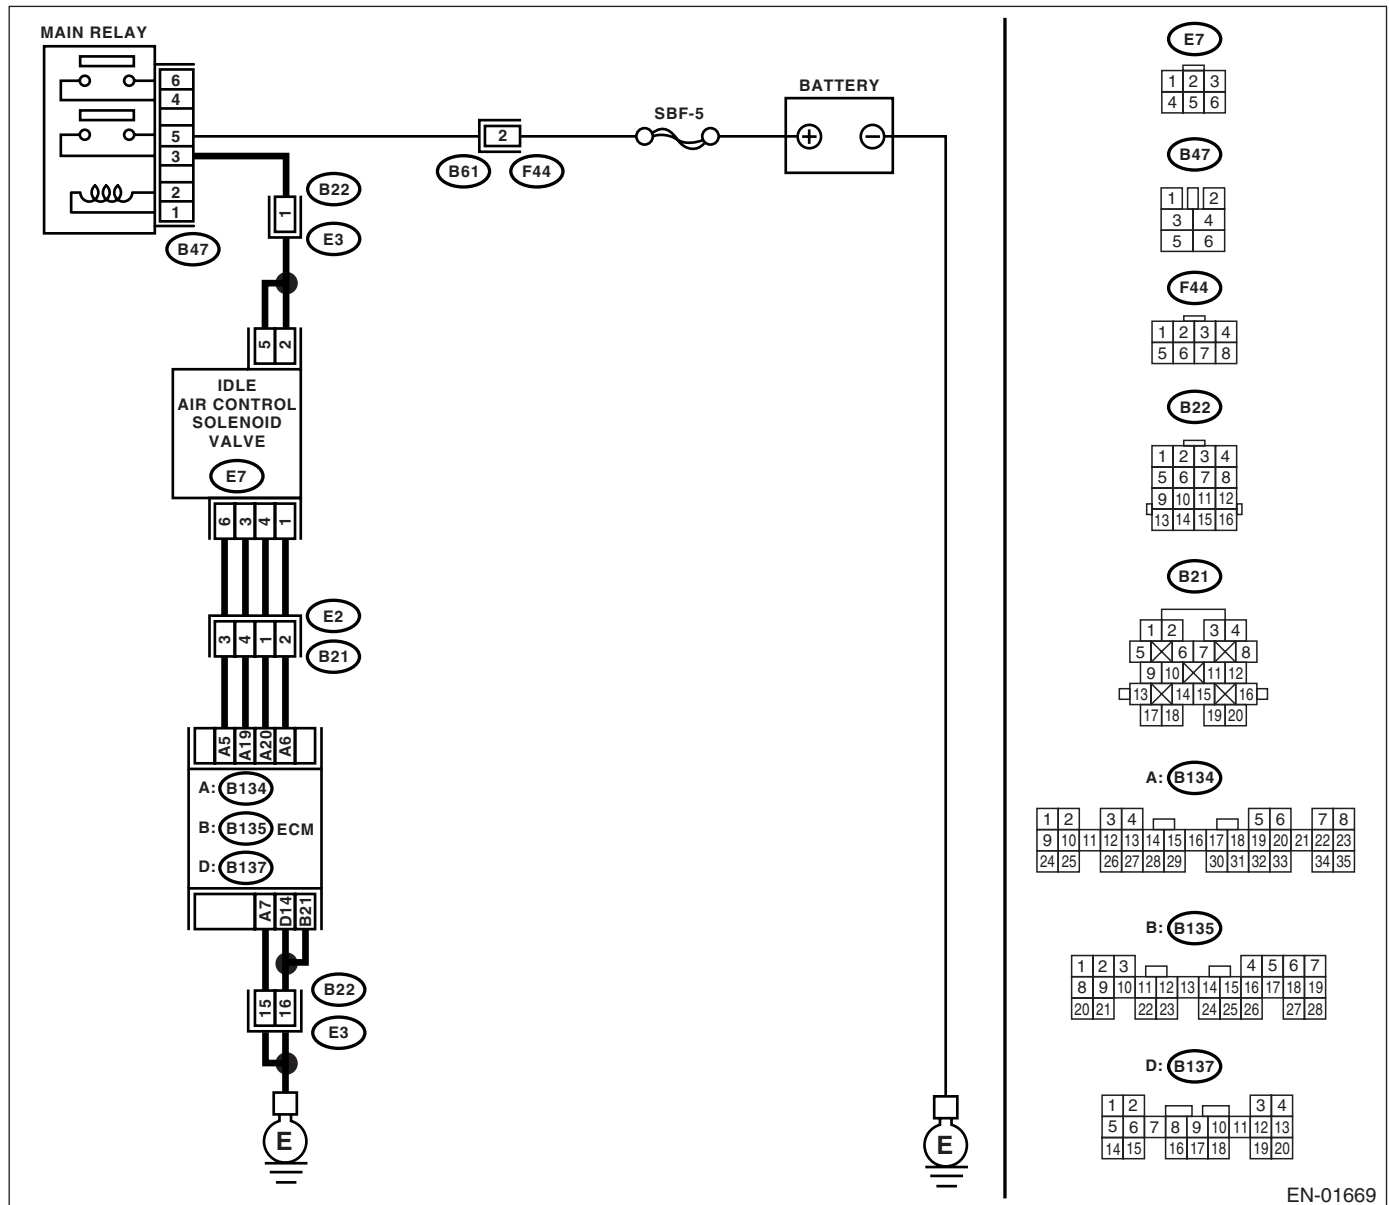 MAIN RELAY
6
4
5
3
2
1
B47
2
B61 F44
SBF-5
BATTERY
+ −
1
B22
E3
5 2
IDLE
AIR CONTROL
SOLENOID
VALVE
E7
6 3 4 1
E2
3 4 1 2
B21
A5 A19 A20 A6
A: B134
B: B135 ECM
D: B137
A7 D14 B21
15 16
B22
E3
E
E
E7
1 2 3
4 5 6
B47
1 2
3 4
5 6
F44
1 2 3 4
5 6 7 8
B22
1 2 3 4
5 6 7 8
9 10 11 12
13 14 15 16
B21
1 2 3 4
5 6 7 8
9 10 11 12
13 14 15 16
17 18 19 20
A: B134
1 2 3 4 5 6 7 8
9 10 11 12 13 14 15 16 17 18 19 20 21 22 23
24 25 26 27 28 29 30 31 32 33 34 35
B: B135
1 2 3 4 5 6 7
8 9 10 11 12 13 14 15 16 17 18 19
20 21 22 23 24 25 26 27 28
D: B137
1 2 3 4
5 6 7 8 9 10 11 12 13
14 15 16 17 18 19 20
EN-01669